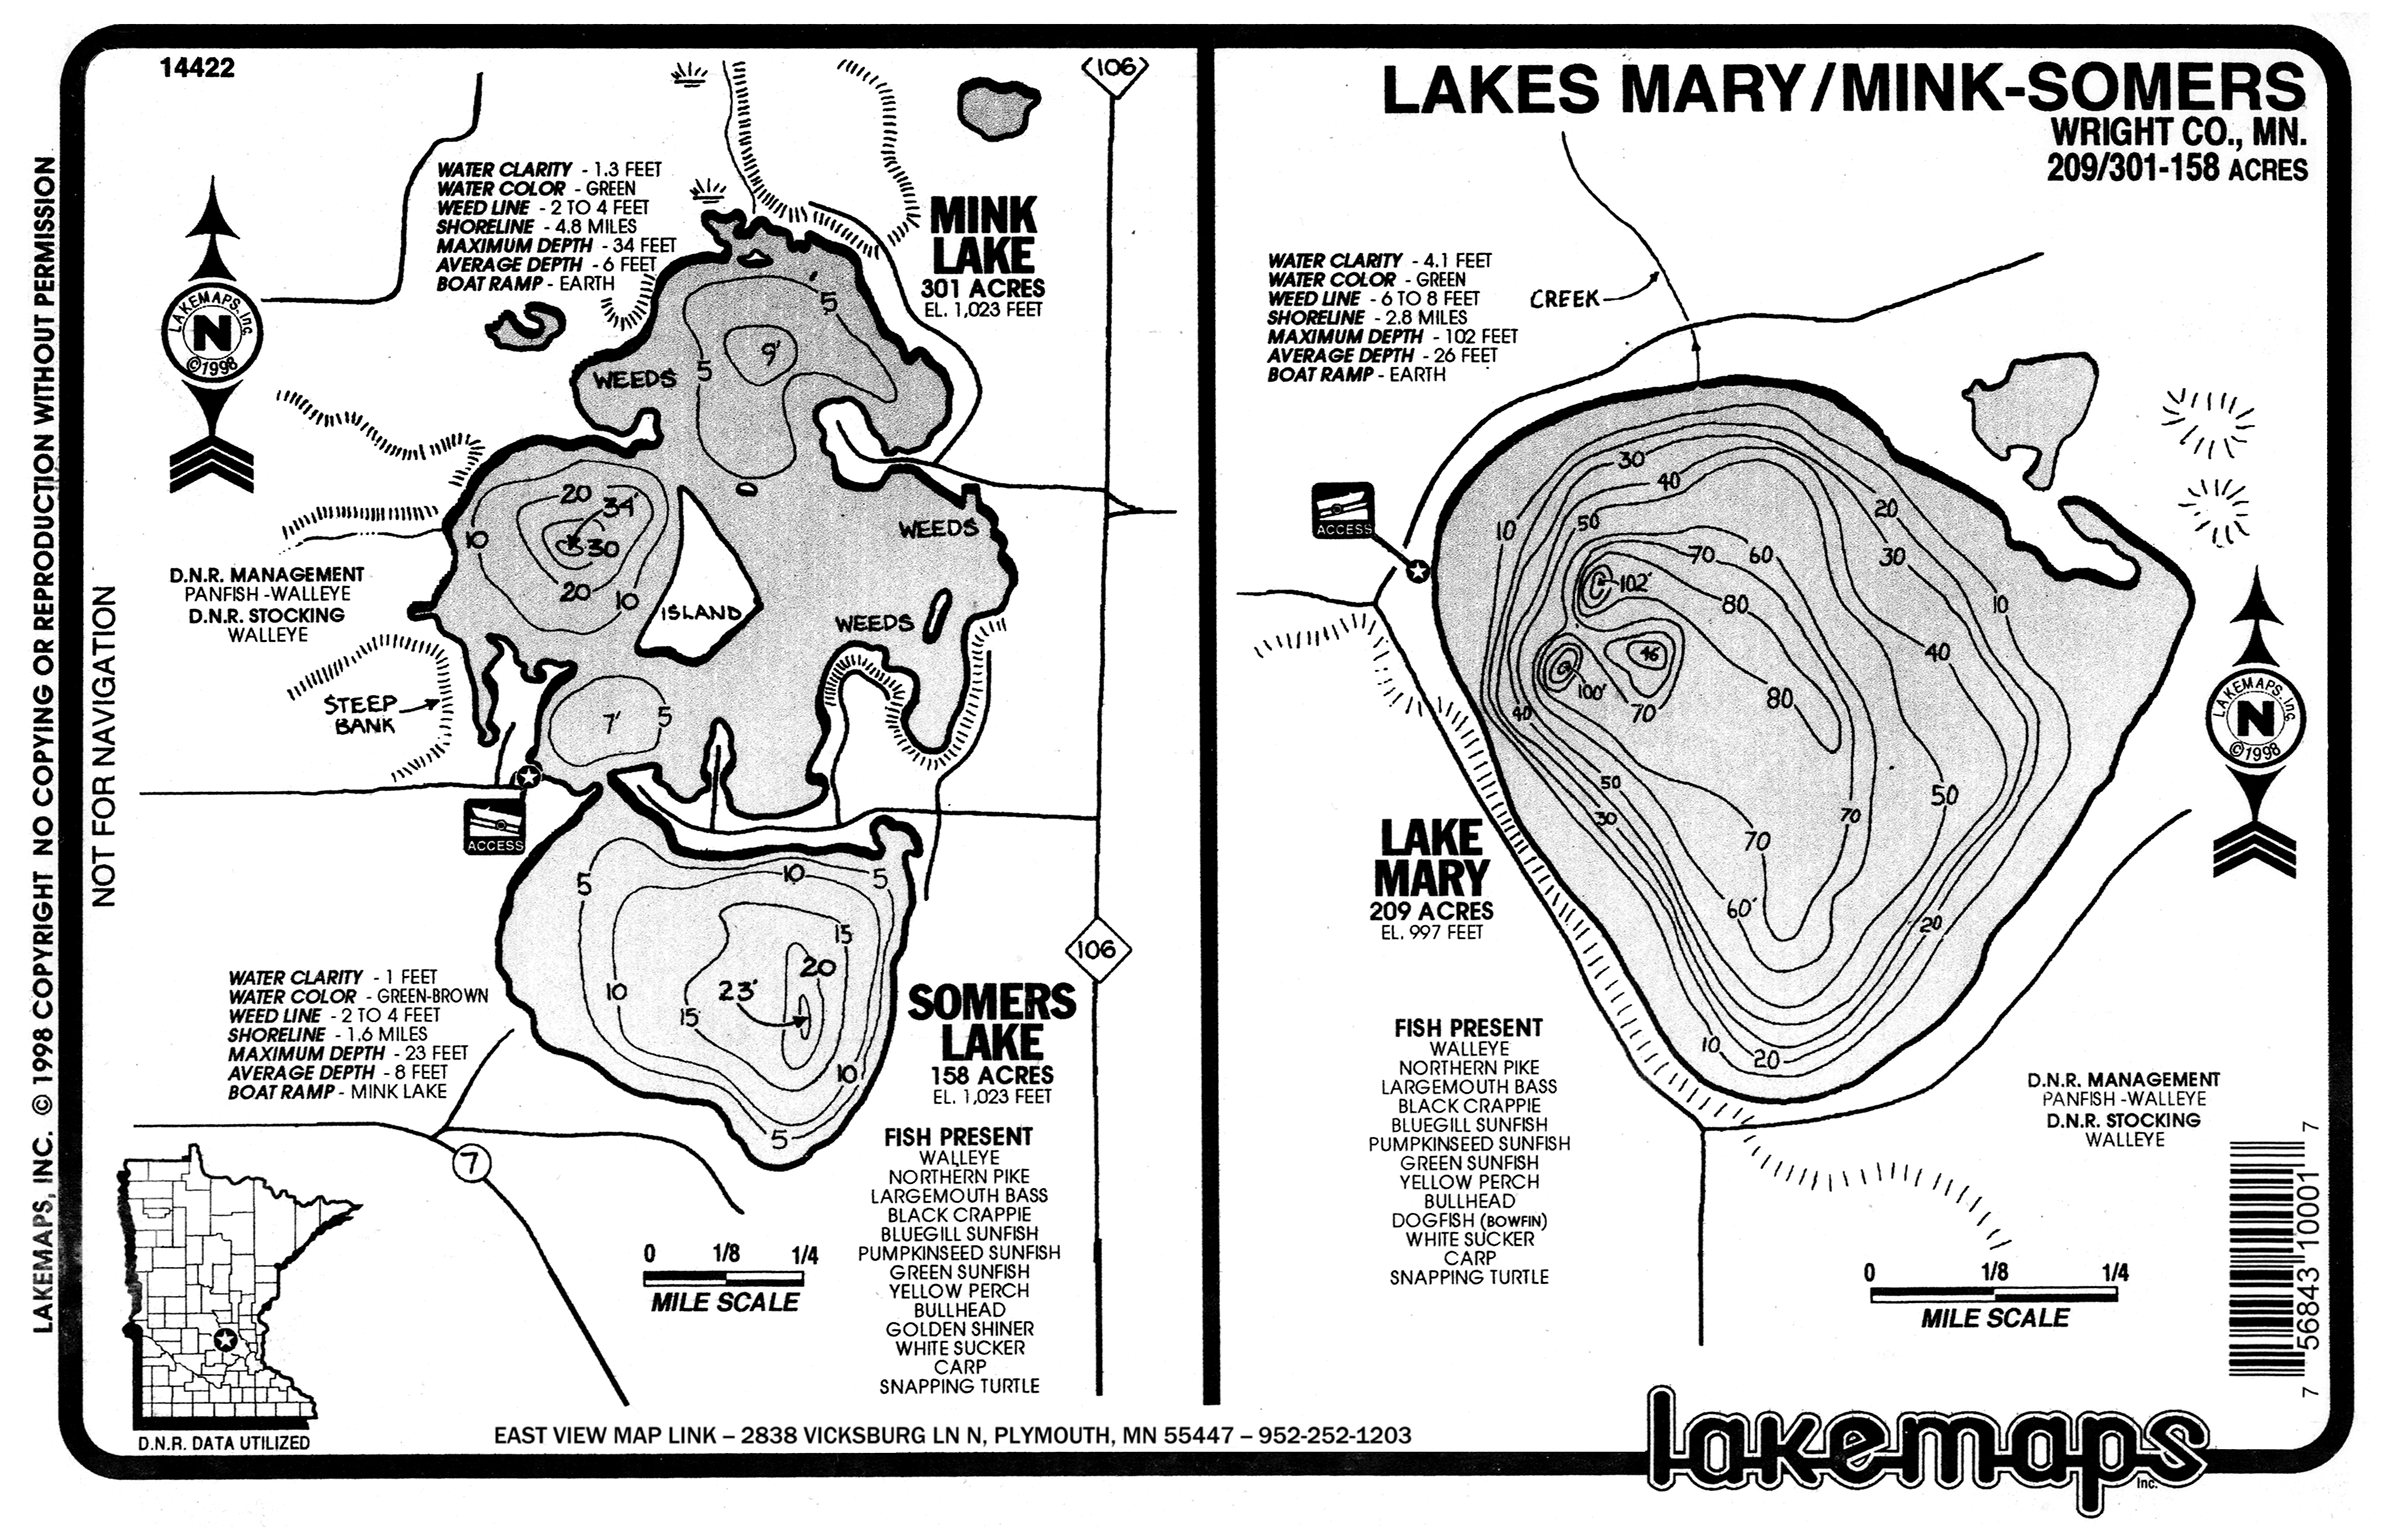 14422
LAKES MARY/MINK-SOMERS
WRIGHT CO., MN.
209/301-158 ACRES
LAKEMAPS, INC. © 1998 COPYRIGHT NO COPYING OR REPRODUCTION WITHOUT PERMISSION
NOT FOR NAVIGATION
106
WATER CLARITY - 1.3 FEET
WATER COLOR - GREEN
WEED LINE - 2 TO 4 FEET
SHORELINE - 4.8 MILES
MAXIMUM DEPTH - 34 FEET
AVERAGE DEPTH - 6 FEET
BOAT RAMP - EARTH
MINK
LAKE
301 ACRES
EL. 1,023 FEET
LAKEMAPS, Inc.
N
©1998
5
9'
5
WEEDS
20
34'
10
30
20
10
ISLAND
WEEDS
WEEDS
7'
5
D.N.R. MANAGEMENT
PANFISH -WALLEYE
D.N.R. STOCKING
WALLEYE
STEEP
BANK
ACCESS
5
10
5
15
20
10
23'
15
10
5
106
WATER CLARITY - 1 FEET
WATER COLOR - GREEN-BROWN
WEED LINE - 2 TO 4 FEET
SHORELINE - 1.6 MILES
MAXIMUM DEPTH - 23 FEET
AVERAGE DEPTH - 8 FEET
BOAT RAMP - MINK LAKE
SOMERS
LAKE
158 ACRES
EL. 1,023 FEET
FISH PRESENT
WALLEYE
NORTHERN PIKE
LARGEMOUTH BASS
BLACK CRAPPIE
BLUEGILL SUNFISH
PUMPKINSEED SUNFISH
GREEN SUNFISH
YELLOW PERCH
BULLHEAD
GOLDEN SHINER
WHITE SUCKER
CARP
SNAPPING TURTLE
7
0 1/8 1/4
MILE SCALE
D.N.R. DATA UTILIZED
WATER CLARITY - 4.1 FEET
WATER COLOR - GREEN
WEED LINE - 6 TO 8 FEET
SHORELINE - 2.8 MILES
MAXIMUM DEPTH - 102 FEET
AVERAGE DEPTH - 26 FEET
BOAT RAMP - EARTH
CREEK
ACCESS
30
40
10
50
20
70
60
30
102'
80
10
46
40
100'
80
70
40
50
50
30
70
70
60'
20
10
20
LAKEMAPS, Inc.
N
©1998
LAKE
MARY
209 ACRES
EL. 997 FEET
FISH PRESENT
WALLEYE
NORTHERN PIKE
LARGEMOUTH BASS
BLACK CRAPPIE
BLUEGILL SUNFISH
PUMPKINSEED SUNFISH
GREEN SUNFISH
YELLOW PERCH
BULLHEAD
DOGFISH (BOWFIN)
WHITE SUCKER
CARP
SNAPPING TURTLE
D.N.R. MANAGEMENT
PANFISH -WALLEYE
D.N.R. STOCKING
WALLEYE
0 1/8 1/4
MILE SCALE
7 56843 10001 7
EAST VIEW MAP LINK – 2838 VICKSBURG LN N, PLYMOUTH, MN 55447 – 952-252-1203
lakemaps
Inc.